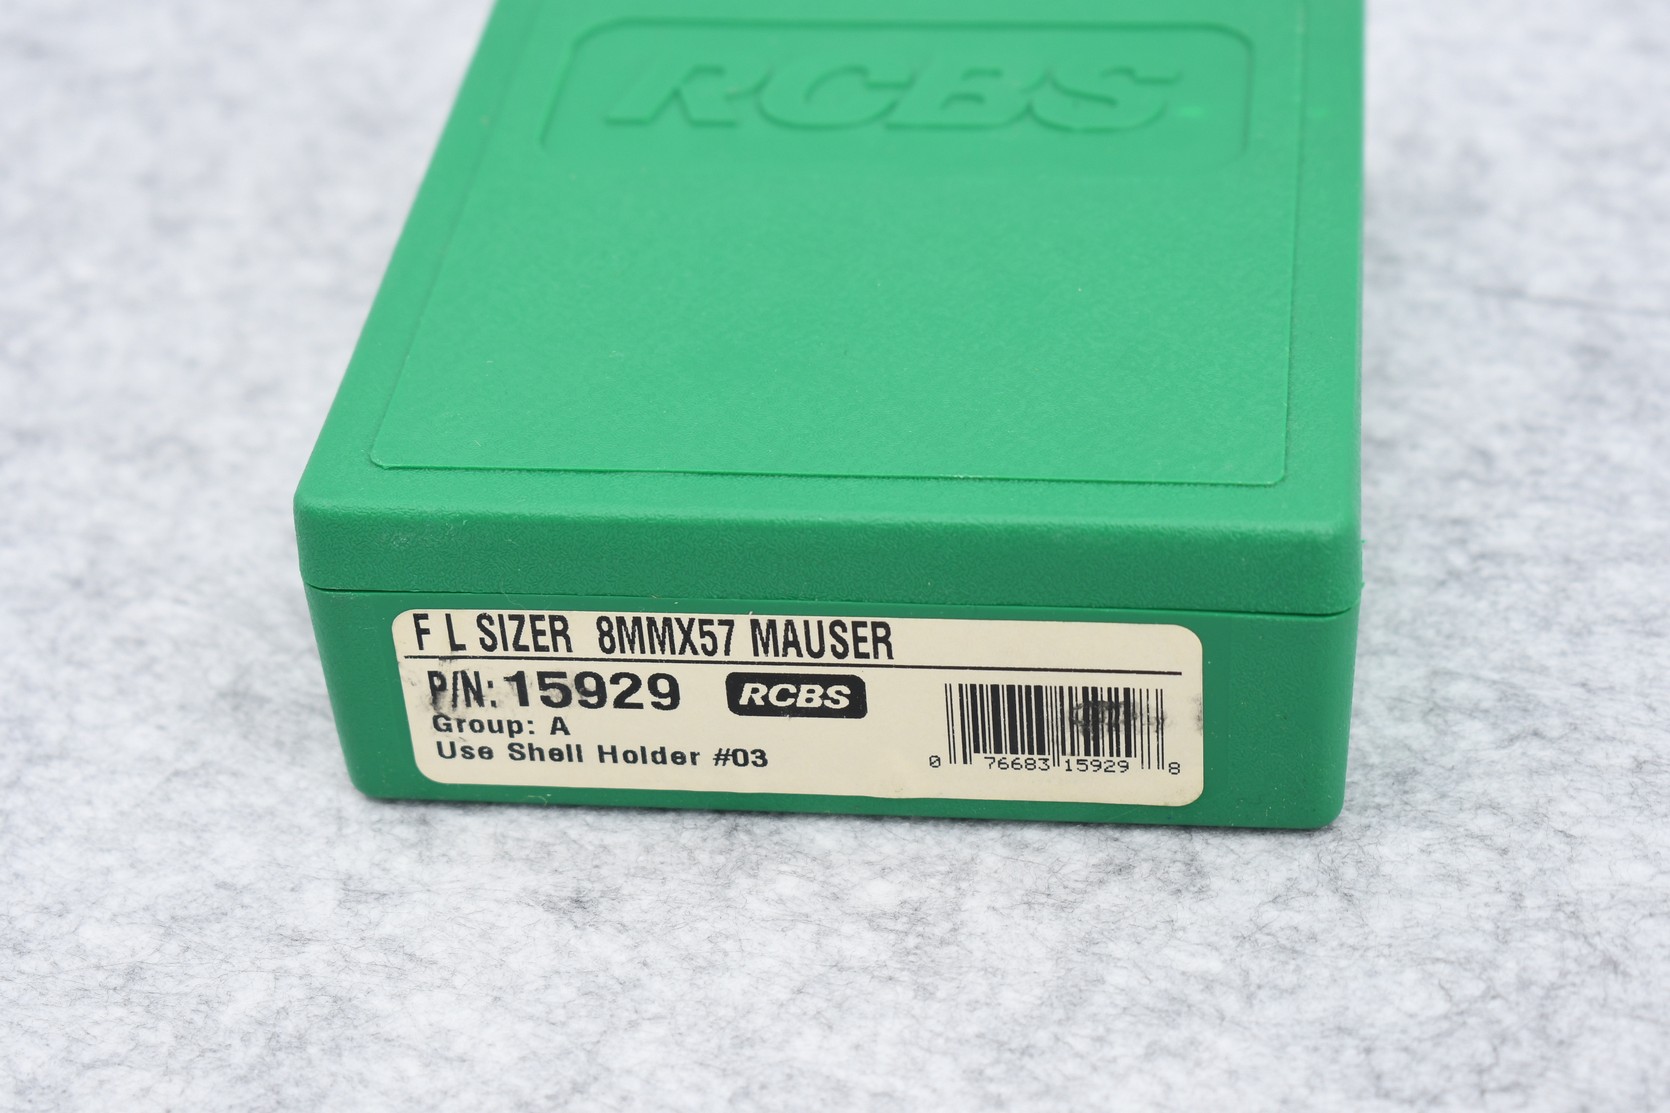 RCBS
F L SIZER 8MMX57 MAUSER
P/N: 15929 RCBS
Group: A
Use Shell Holder #03
0 76683 15929 8